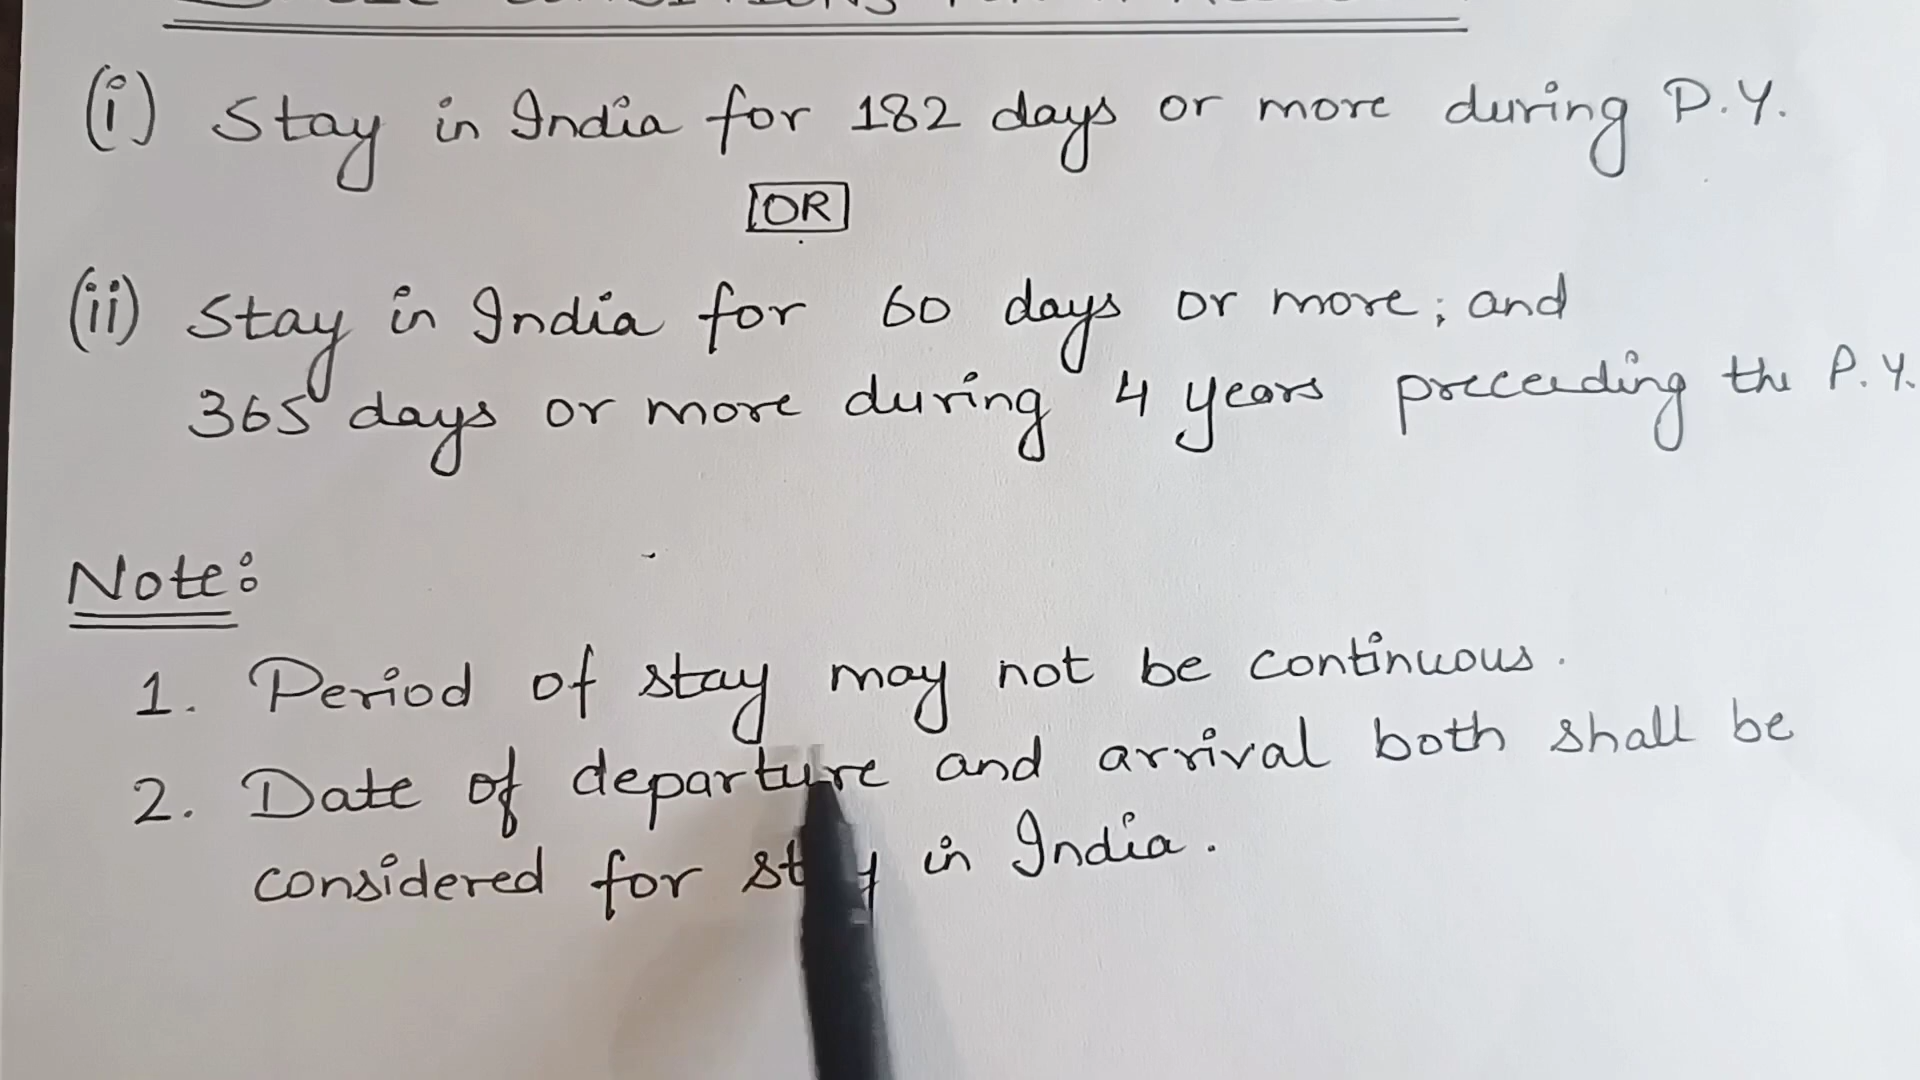 (i) Stay in India for 182 days or more during P.Y.
OR
(ii) Stay in India for 60 days or more; and
365 days or more during 4 years preceeding the P.Y.
Note:
1. Period of stay may not be continuous.
2. Date of departure and arrival both shall be
considered for stay in India.